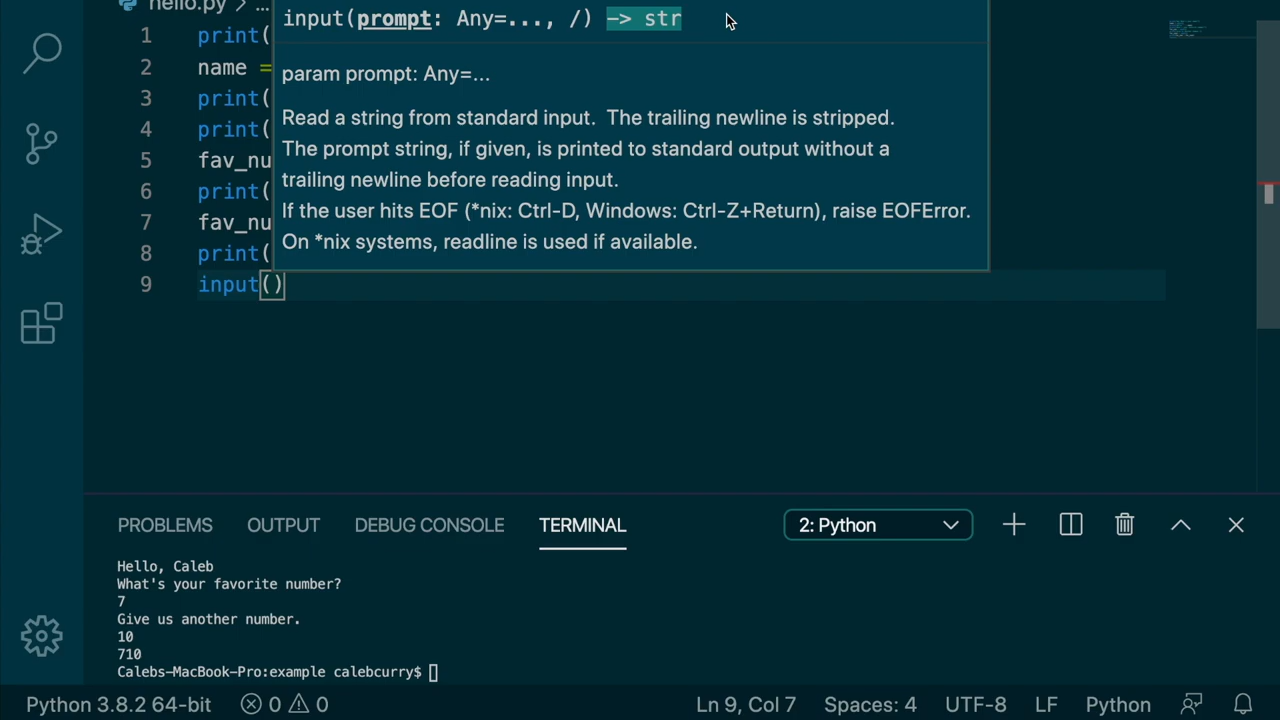 hello.py > ...
input(prompt: Any=..., /) -> str
param prompt: Any=...
Read a string from standard input.  The trailing newline is stripped.
The prompt string, if given, is printed to standard output without a
trailing newline before reading input.
If the user hits EOF (*nix: Ctrl-D, Windows: Ctrl-Z+Return), raise EOFError.
On *nix systems, readline is used if available.
1 print(
2 name =
3 print(
4 print(
5 fav_nu
6 print(
7 fav_nu
8 print(
9 input()
PROBLEMS OUTPUT DEBUG CONSOLE TERMINAL 2: Python
Hello, Caleb
What's your favorite number?
7
Give us another number.
10
710
Calebs-MacBook-Pro:example calebcurry$
Python 3.8.2 64-bit 0 0 Ln 9, Col 7 Spaces: 4 UTF-8 LF Python